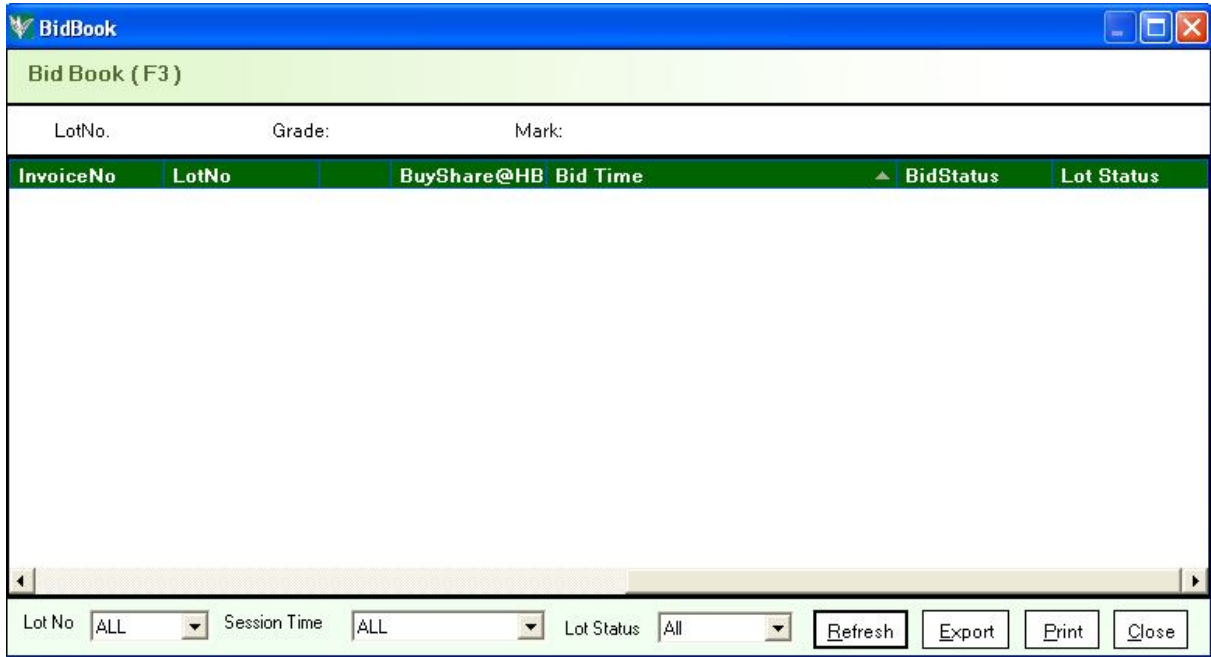 BidBook
Bid Book ( F3 )
LotNo. Grade: Mark:
InvoiceNo LotNo BuyShare@HB Bid Time BidStatus Lot Status
Lot No ALL Session Time ALL Lot Status All Refresh Export Print Close